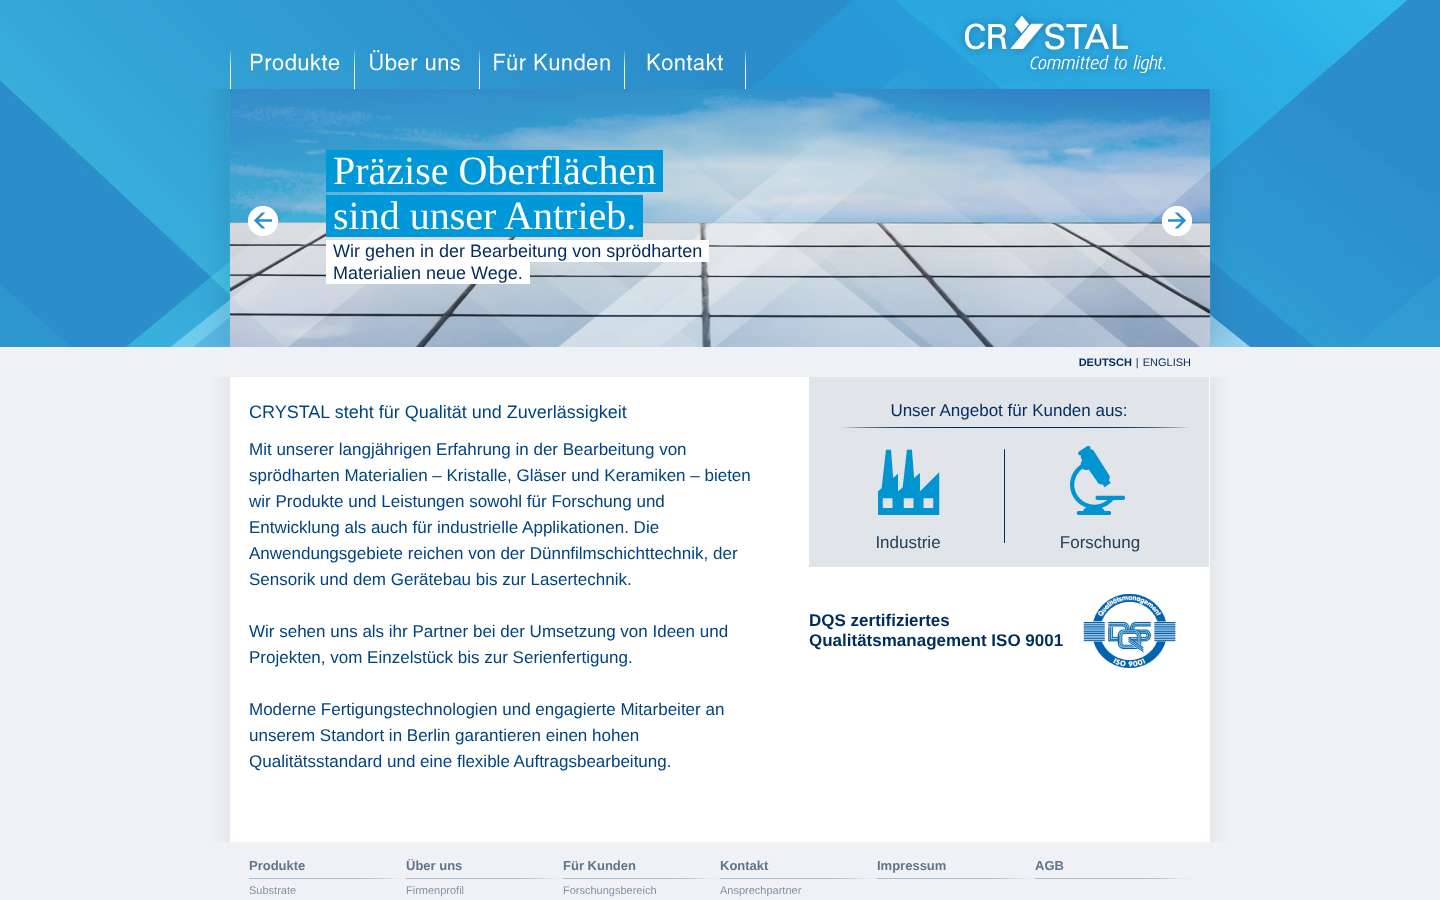 Produkte
Über uns
Für Kunden
Kontakt
CRYSTAL
Committed to light.
Präzise Oberflächen
sind unser Antrieb.
Wir gehen in der Bearbeitung von sprödharten
Materialien neue Wege.
DEUTSCH | ENGLISH
CRYSTAL steht für Qualität und Zuverlässigkeit
Mit unserer langjährigen Erfahrung in der Bearbeitung von
sprödharten Materialien – Kristalle, Gläser und Keramiken – bieten
wir Produkte und Leistungen sowohl für Forschung und
Entwicklung als auch für industrielle Applikationen. Die
Anwendungsgebiete reichen von der Dünnfilmschichttechnik, der
Sensorik und dem Gerätebau bis zur Lasertechnik.
Wir sehen uns als ihr Partner bei der Umsetzung von Ideen und
Projekten, vom Einzelstück bis zur Serienfertigung.
Moderne Fertigungstechnologien und engagierte Mitarbeiter an
unserem Standort in Berlin garantieren einen hohen
Qualitätsstandard und eine flexible Auftragsbearbeitung.
Unser Angebot für Kunden aus:
Industrie
Forschung
DQS zertifiziertes
Qualitätsmanagement ISO 9001
Qualitätsmanagement
DQS
ISO 9001
Produkte
Über uns
Für Kunden
Kontakt
Impressum
AGB
Substrate
Firmenprofil
Forschungsbereich
Ansprechpartner